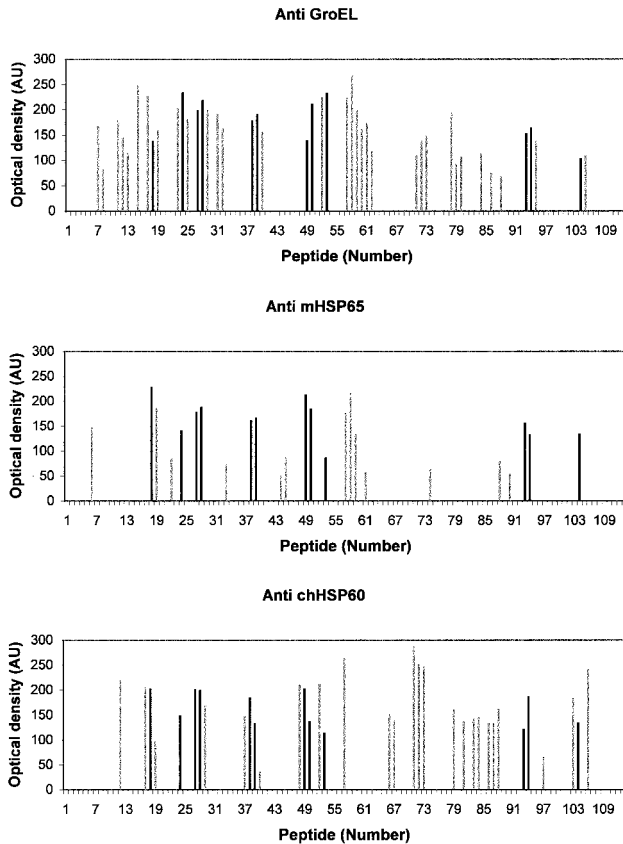 Anti GroEL
Optical density (AU)
300
250
200
150
100
50
0
1 7 13 19 25 31 37 43 49 55 61 67 73 79 85 91 97 103 109
Peptide (Number)
Anti mHSP65
Optical density (AU)
300
250
200
150
100
50
0
1 7 13 19 25 31 37 43 49 55 61 67 73 79 85 91 97 103 109
Peptide (Number)
Anti chHSP60
Optical density (AU)
300
250
200
150
100
50
0
1 7 13 19 25 31 37 43 49 55 61 67 73 79 85 91 97 103 109
Peptide (Number)